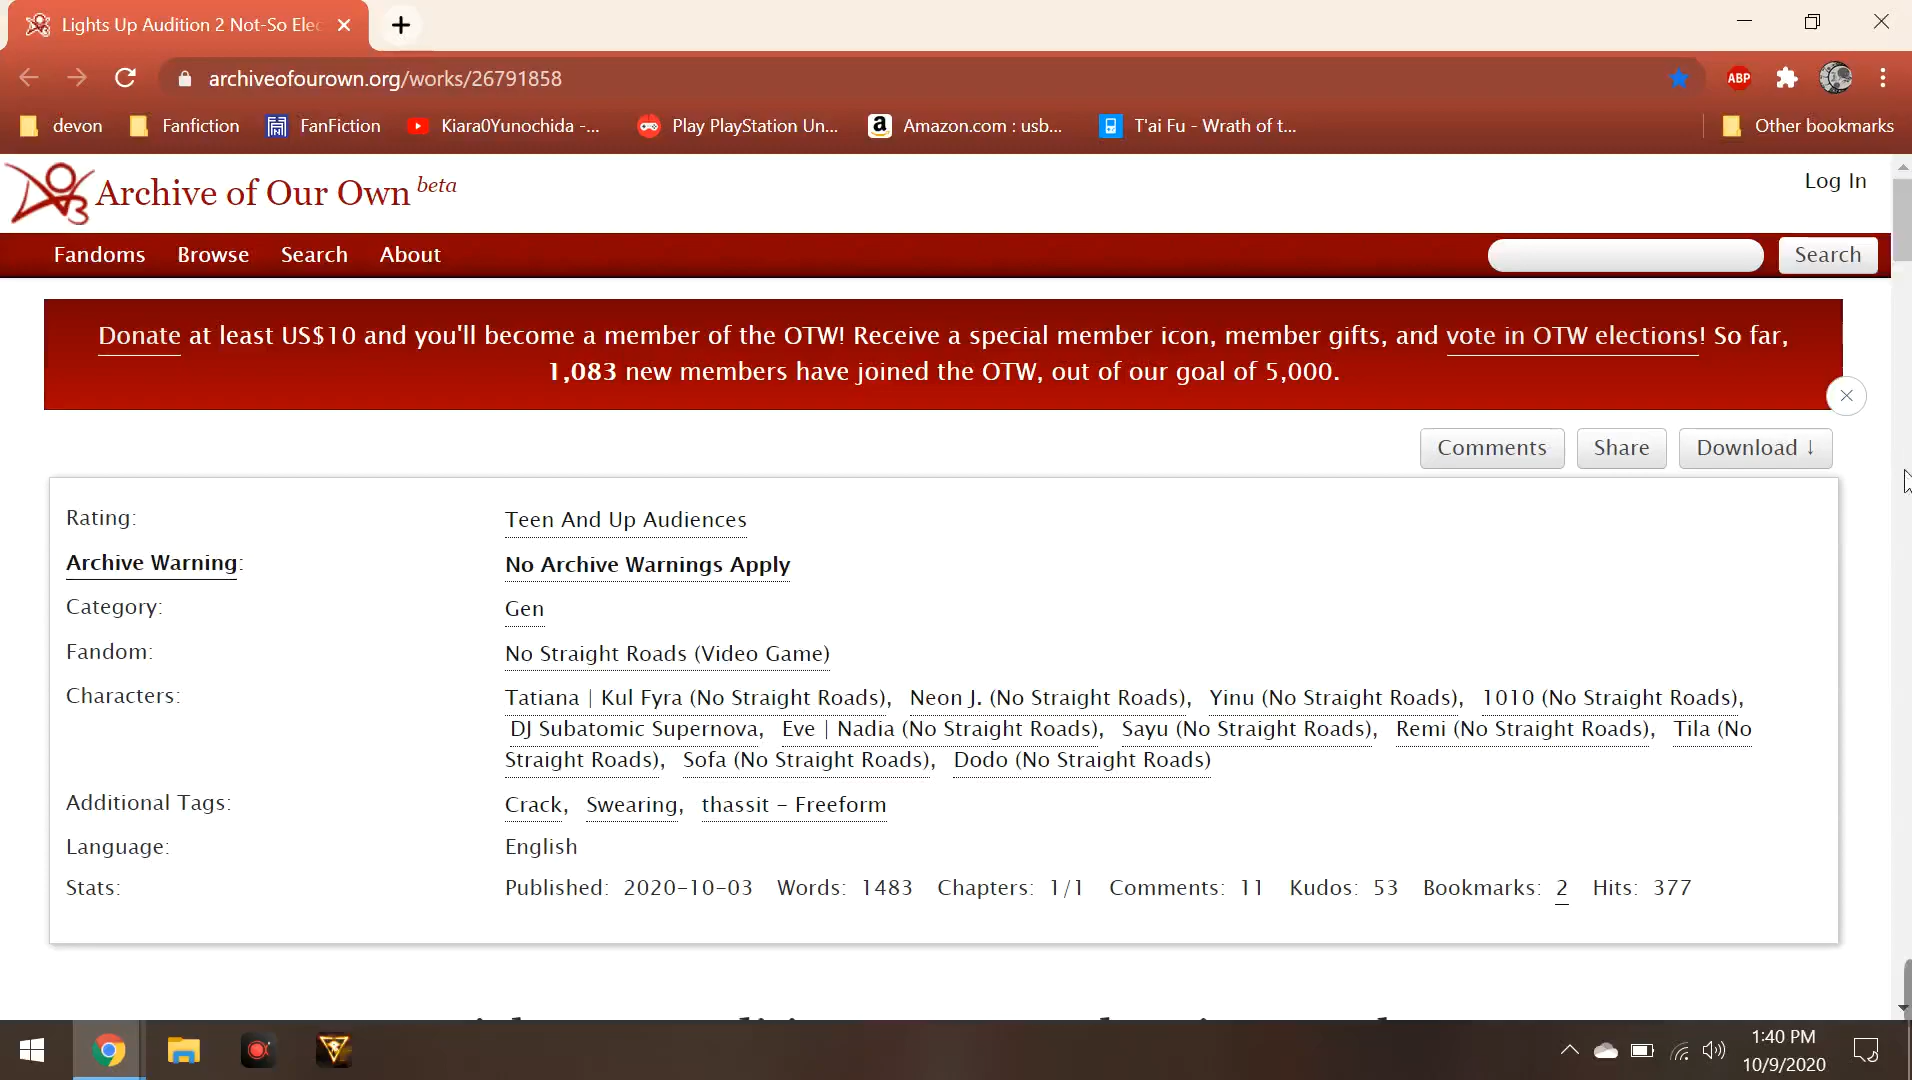 Lights Up Audition 2 Not-So Elec
archiveofourown.org/works/26791858
ABP
devon Fanfiction FanFiction Kiara0Yunochida -... Play PlayStation Un... Amazon.com : usb... T'ai Fu - Wrath of t... Other bookmarks
Archive of Our Own beta
Log In
Fandoms Browse Search About Search
Donate at least US$10 and you'll become a member of the OTW! Receive a special member icon, member gifts, and vote in OTW elections! So far,
1,083 new members have joined the OTW, out of our goal of 5,000.
Comments Share Download ↓
Rating: Teen And Up Audiences
Archive Warning: No Archive Warnings Apply
Category: Gen
Fandom: No Straight Roads (Video Game)
Characters: Tatiana | Kul Fyra (No Straight Roads), Neon J. (No Straight Roads), Yinu (No Straight Roads), 1010 (No Straight Roads),
DJ Subatomic Supernova, Eve | Nadia (No Straight Roads), Sayu (No Straight Roads), Remi (No Straight Roads), Tila (No
Straight Roads), Sofa (No Straight Roads), Dodo (No Straight Roads)
Additional Tags: Crack, Swearing, thassit - Freeform
Language: English
Stats: Published: 2020-10-03 Words: 1483 Chapters: 1/1 Comments: 11 Kudos: 53 Bookmarks: 2 Hits: 377
1:40 PM
10/9/2020